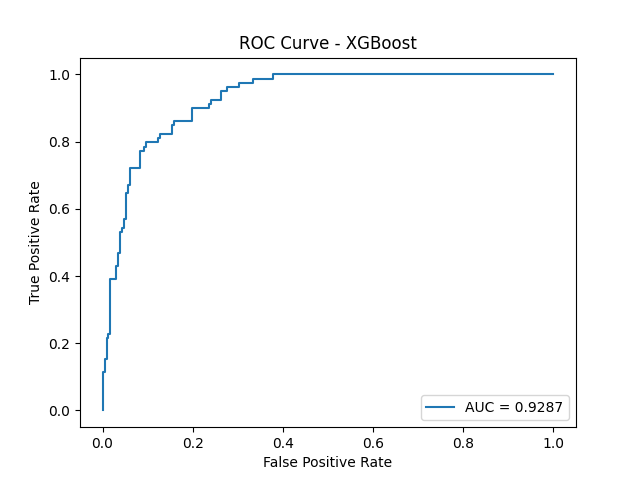 ROC Curve - XGBoost
1.0
0.8
0.6
0.4
0.2
0.0
True Positive Rate
AUC = 0.9287
0.0 0.2 0.4 0.6 0.8 1.0
False Positive Rate